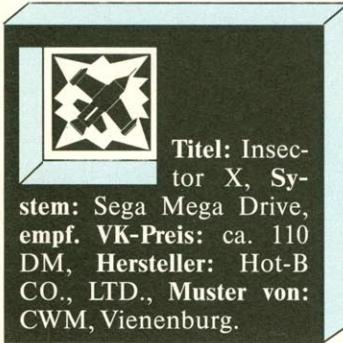 Titel: Insec-
tor X, Sy-
stem: Sega Mega Drive,
empf. VK-Preis: ca. 110
DM, Hersteller: Hot-B
CO., LTD., Muster von:
CWM, Vienenburg.